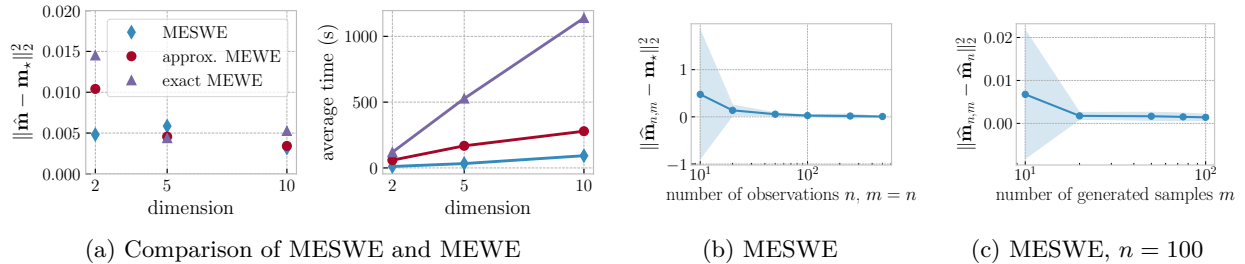 ‖m̂ − m⋆‖₂²
0.020
0.015
0.010
0.005
0.000
MESWE
approx. MEWE
exact MEWE
2
5
10
dimension
average time (s)
1000
500
0
2
5
10
dimension
(a) Comparison of MESWE and MEWE
‖m̂ₙ,ₘ − m⋆‖₂²
1
0
−1
10¹
10²
number of observations n, m = n
(b) MESWE
‖m̂ₙ,ₘ − m̂ₙ‖₂²
0.02
0.01
0.00
10¹
10²
number of generated samples m
(c) MESWE, n = 100